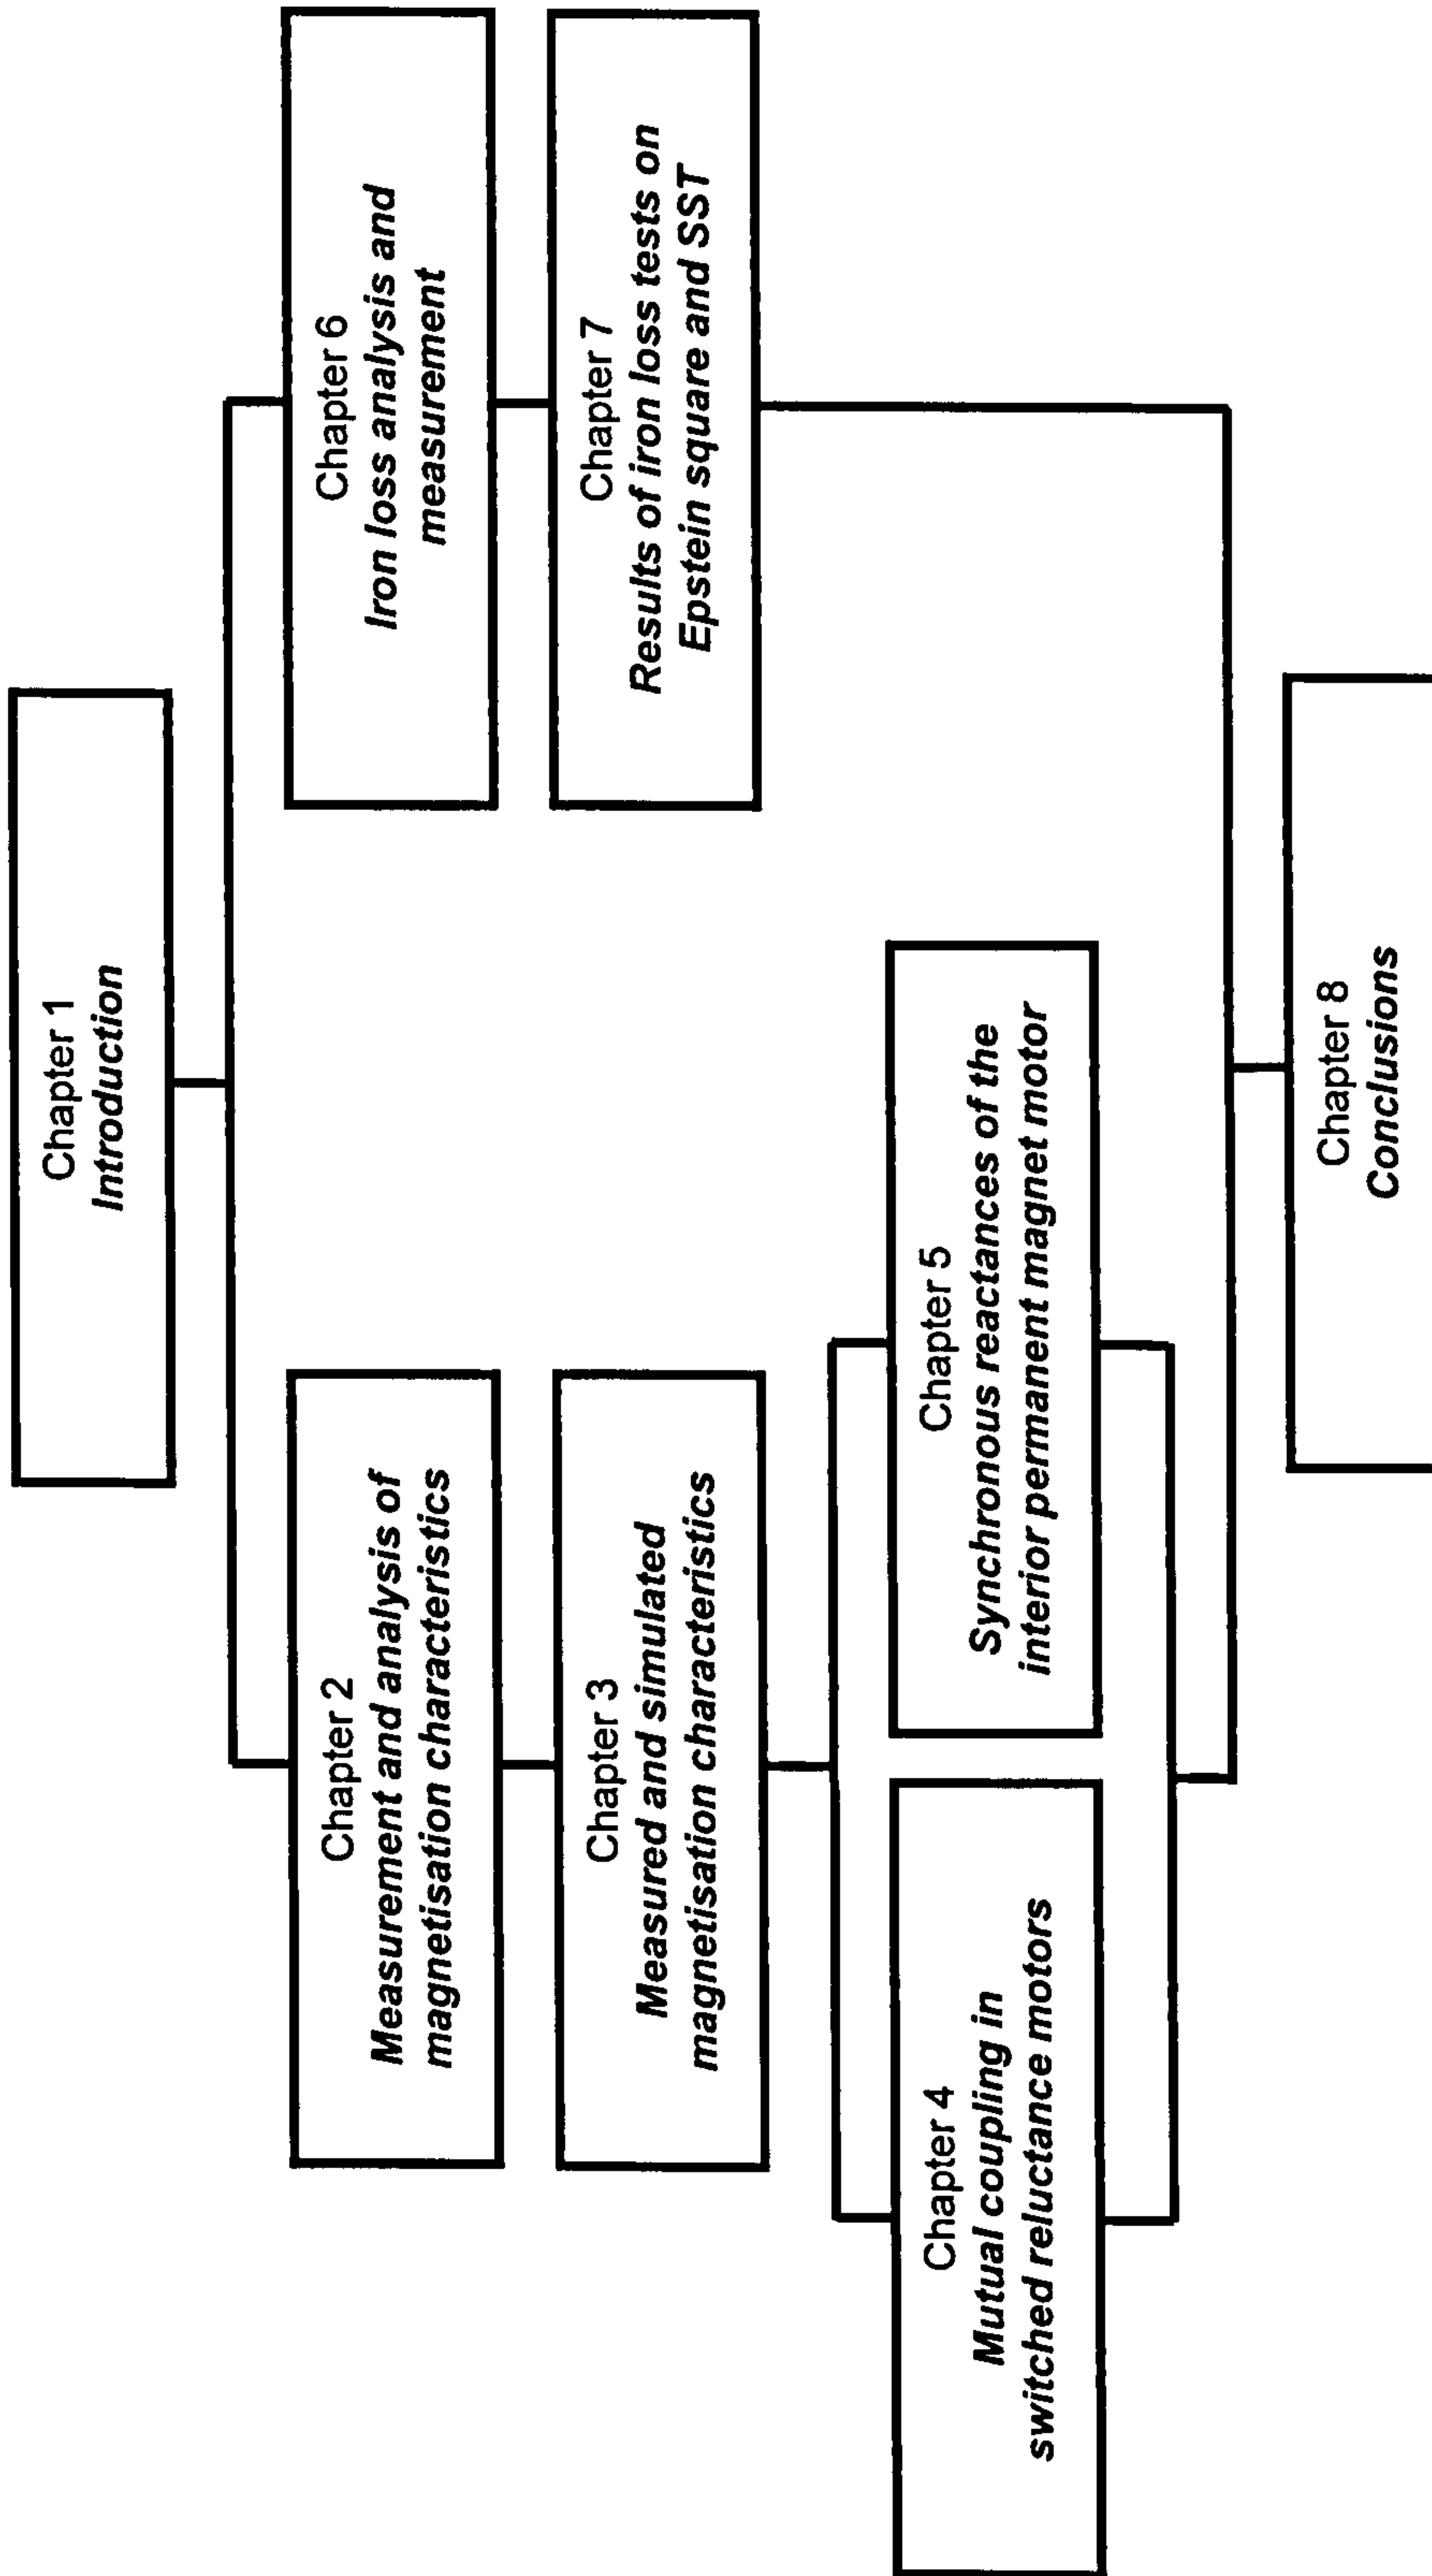 Chapter 1
Introduction
Chapter 2
Measurement and analysis of
magnetisation characteristics
Chapter 3
Measured and simulated
magnetisation characteristics
Chapter 4
Mutual coupling in
switched reluctance motors
Chapter 5
Synchronous reactances of the
interior permanent magnet motor
Chapter 6
Iron loss analysis and
measurement
Chapter 7
Results of iron loss tests on
Epstein square and SST
Chapter 8
Conclusions